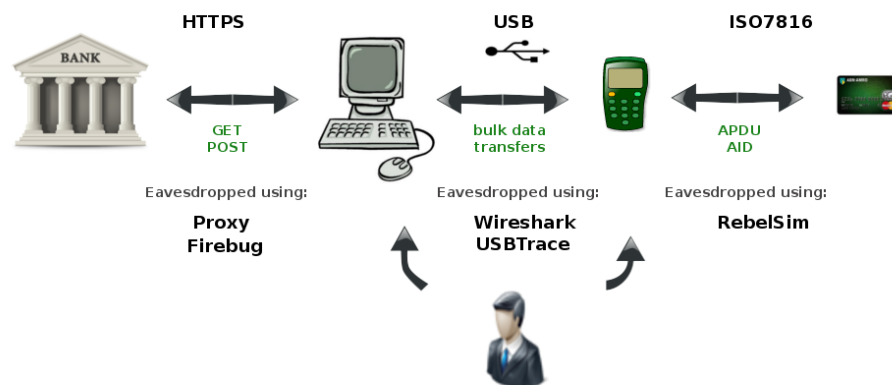 HTTPS
USB
ISO7816
BANK
GET
POST
bulk data
transfers
APDU
AID
Eavesdropped using:
Eavesdropped using:
Eavesdropped using:
Proxy
Firebug
Wireshark
USBTrace
RebelSim